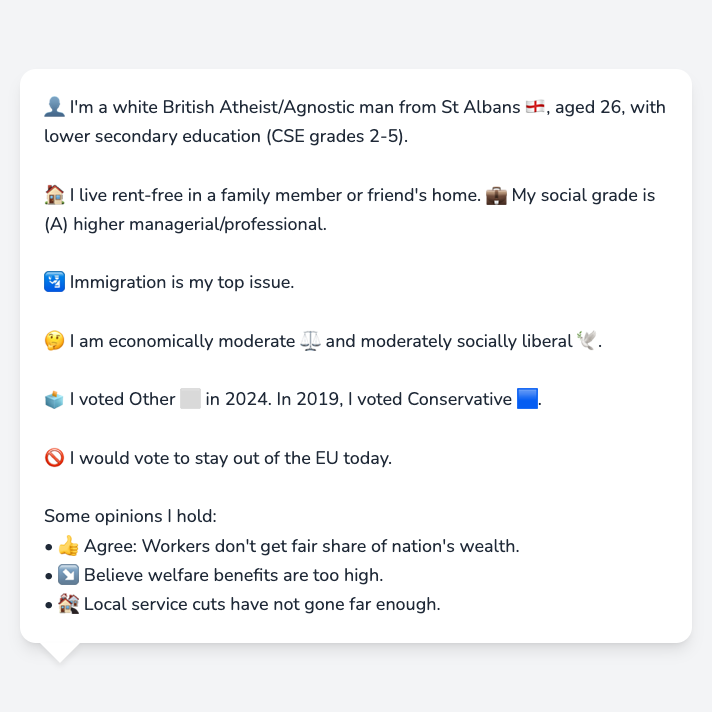 👤 I'm a white British Atheist/Agnostic man from St Albans 🏴󠁧󠁢󠁥󠁮󠁧󠁿, aged 26, with
lower secondary education (CSE grades 2-5).
🏠 I live rent-free in a family member or friend's home. 💼 My social grade is
(A) higher managerial/professional.
🛂 Immigration is my top issue.
🤔 I am economically moderate ⚖️ and moderately socially liberal 🕊️.
🗳️ I voted Other ⬜ in 2024. In 2019, I voted Conservative 🟦.
🚫 I would vote to stay out of the EU today.
Some opinions I hold:
• 👍 Agree: Workers don't get fair share of nation's wealth.
• ↘️ Believe welfare benefits are too high.
• 🏚️ Local service cuts have not gone far enough.